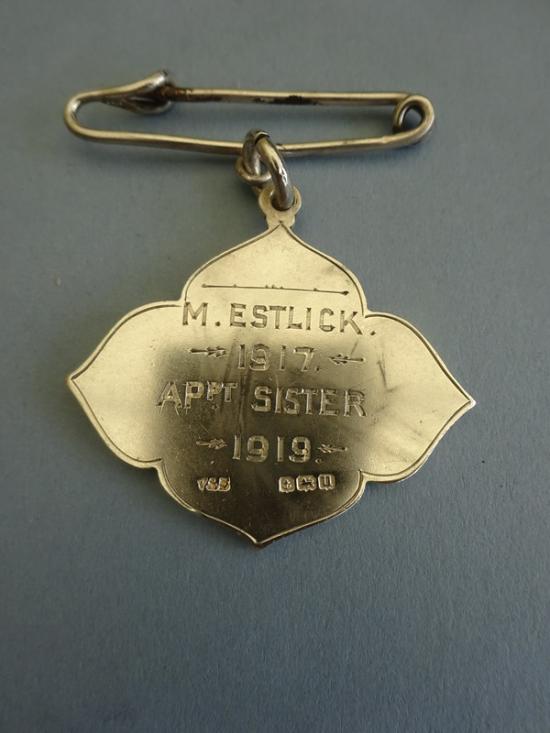 M. ESTLICK.
1917.
APPT SISTER
1919.